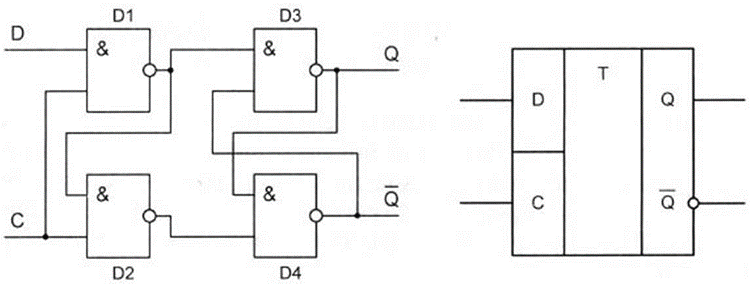 D1 D3
D & & Q
T
D Q
& & Q̅
C Q̅
C
D2 D4